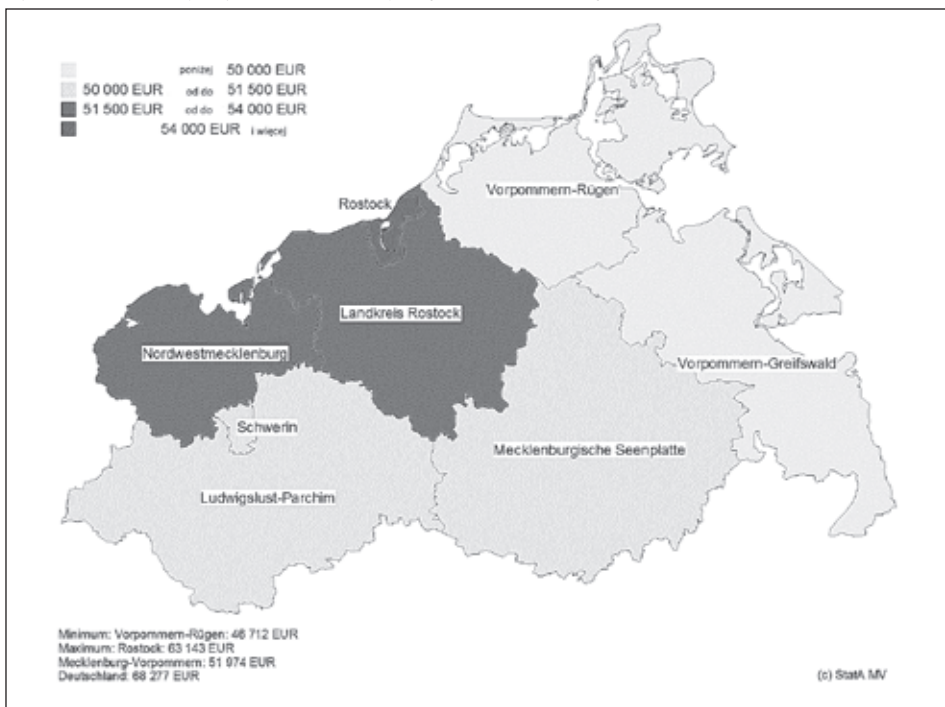 poniżej 50 000 EUR
50 000 EUR od do 51 500 EUR
51 500 EUR od do 54 000 EUR
54 000 EUR i więcej
Vorpommern-Rügen
Rostock
Landkreis Rostock
Nordwestmecklenburg
Vorpommern-Greifswald
Schwerin
Mecklenburgische Seenplatte
Ludwigslust-Parchim
Minimum: Vorpommern-Rügen: 46 712 EUR
Maximum: Rostock: 63 143 EUR
Mecklenburg-Vorpommern: 51 974 EUR
Deutschland: 68 277 EUR
(c) StatA MV